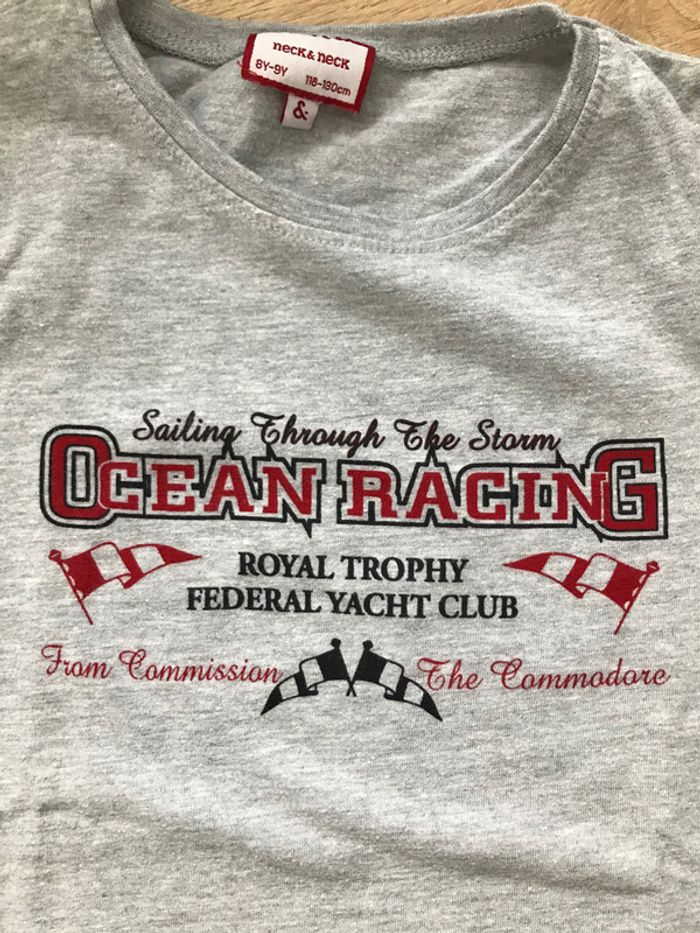 neck & neck
8Y-9Y 118-130cm
&
Sailing Through The Storm
OCEAN RACING
ROYAL TROPHY
FEDERAL YACHT CLUB
From Commission The Commodore